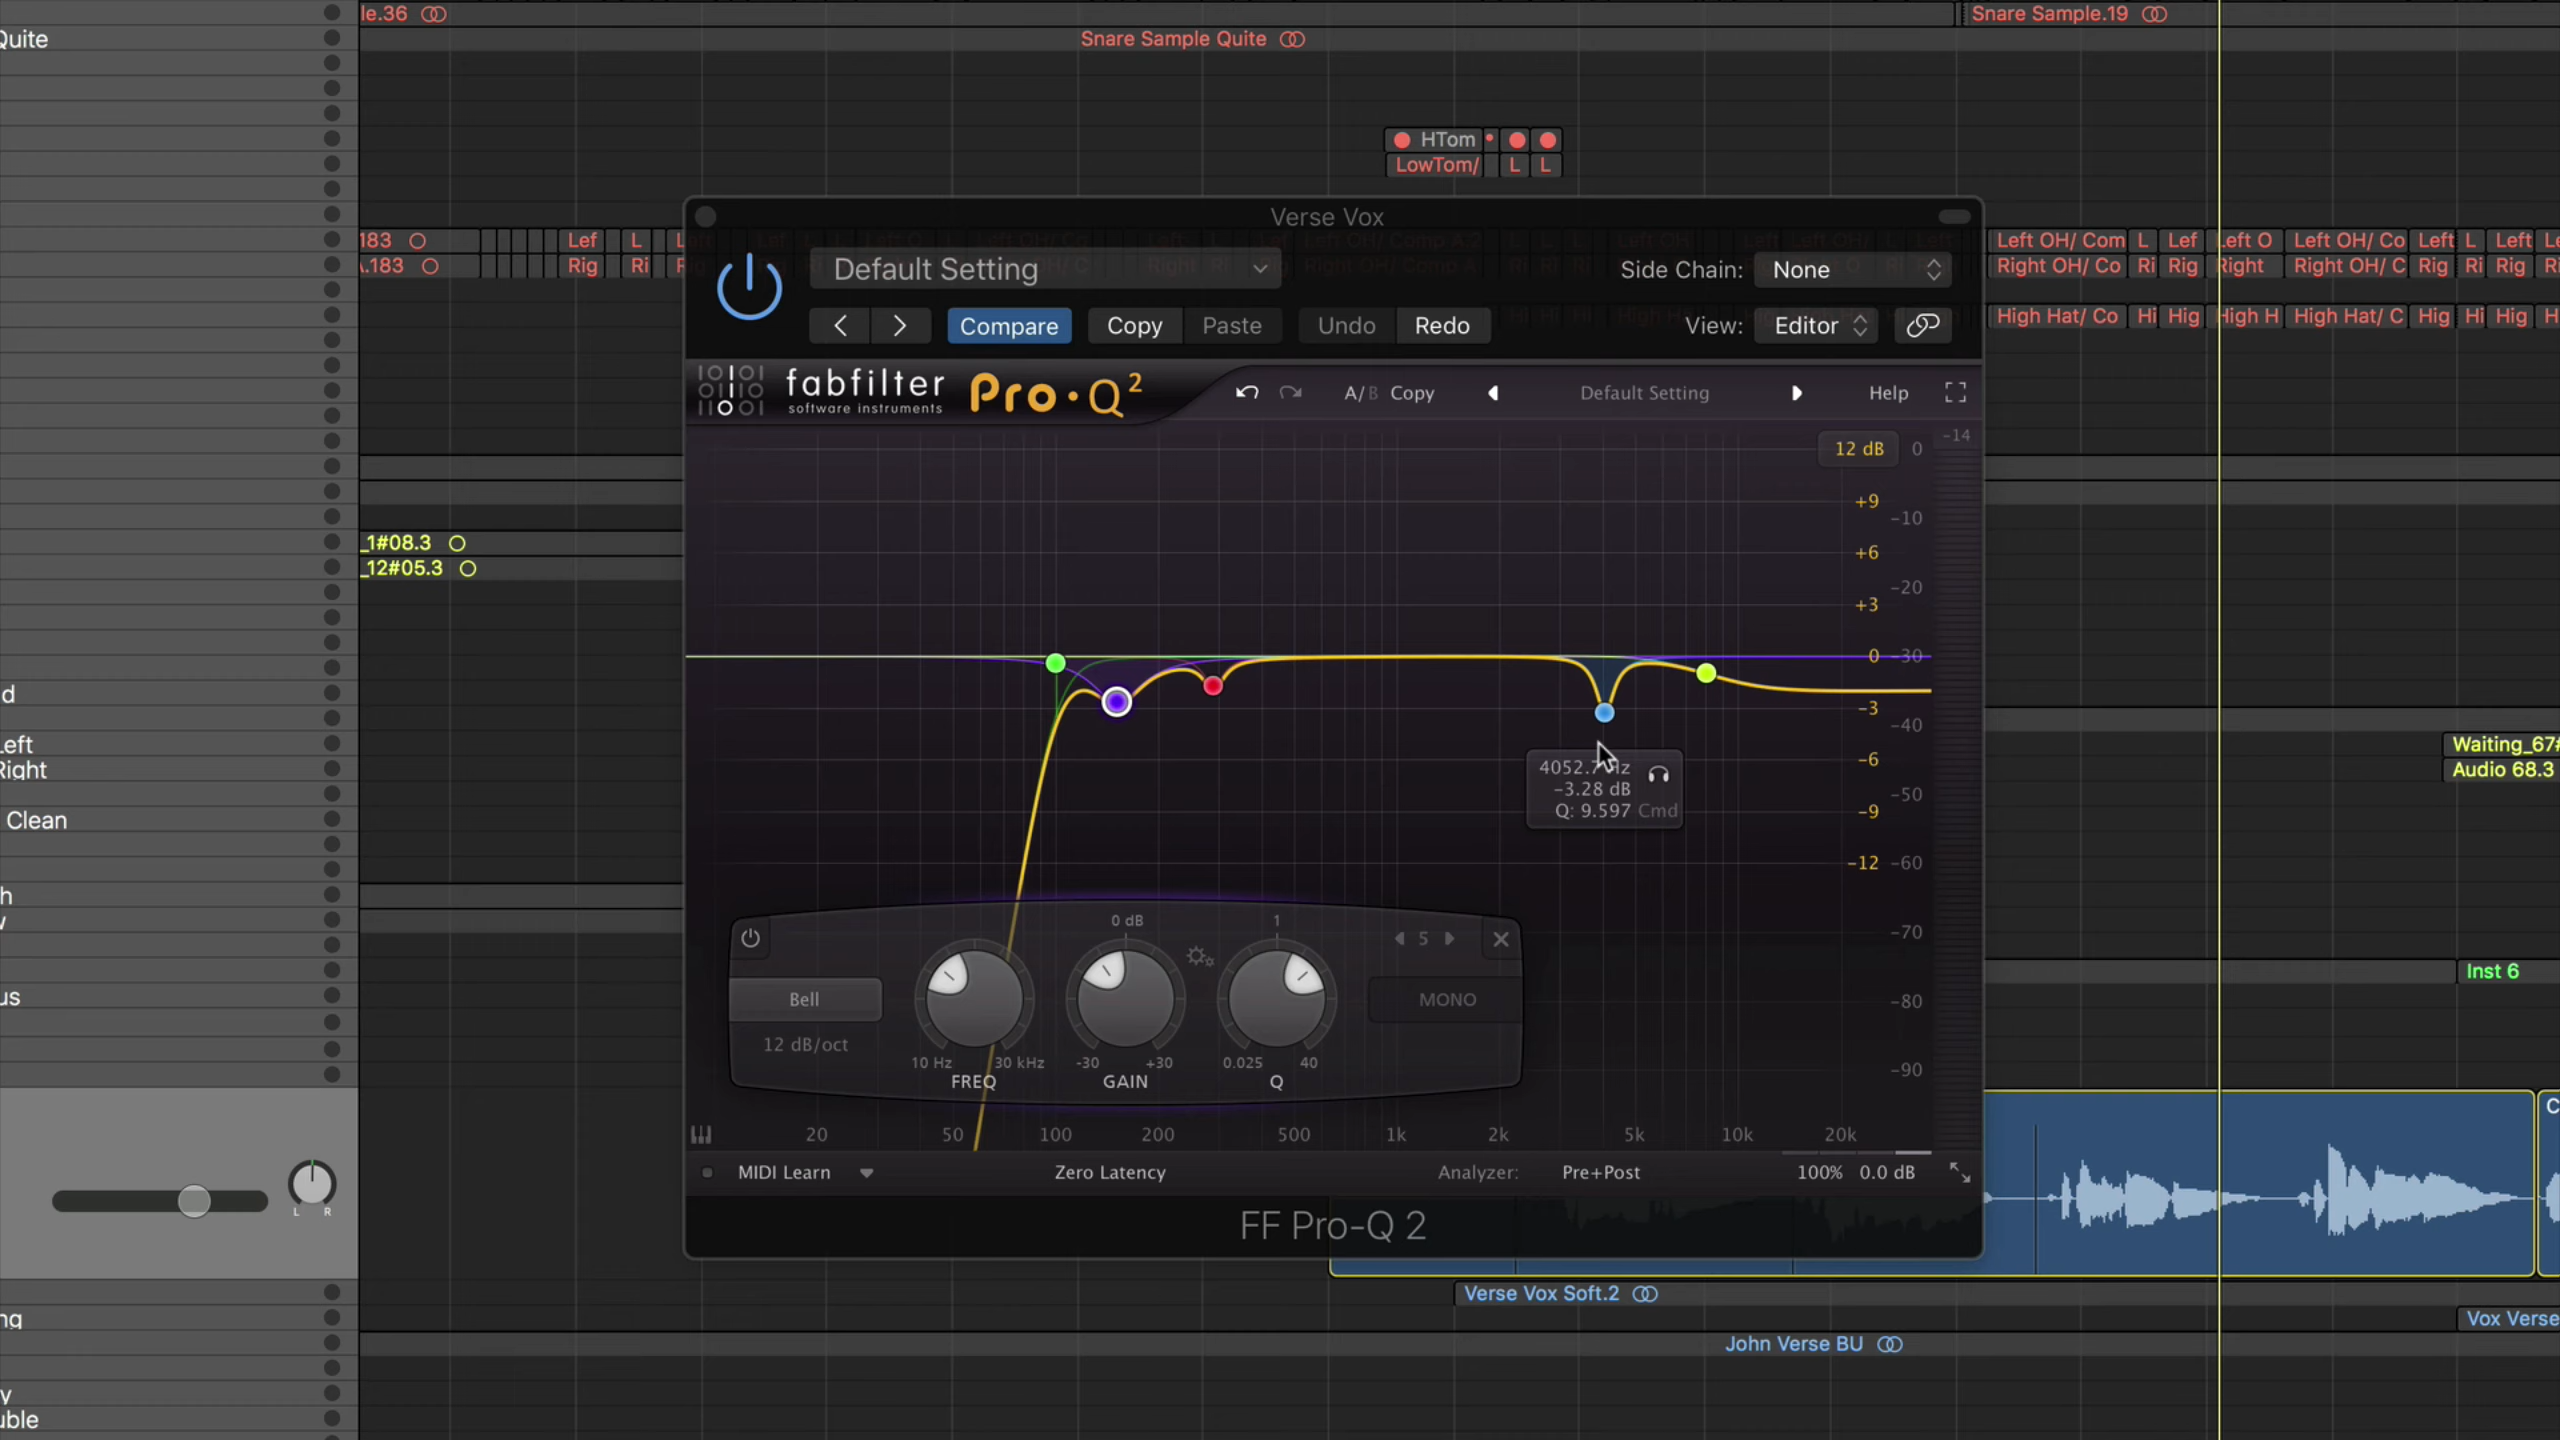 le.36
Snare Sample.19
Quite
Snare Sample Quite
HTom
LowTom/ L L
Verse Vox
183 Lef L
.183 Rig Ri
Left OH/ Com L Lef Left O Left OH/ Co Left L Left
Right OH/ Co Ri Rig Right Right OH/ C Rig Ri Rig
Default Setting
Side Chain: None
Compare Copy Paste Undo Redo
View: Editor
High Hat/ Co Hi Hig High H High Hat/ C Hig Hi Hig
fabfilter Pro·Q 2
software instruments
A/B Copy Default Setting Help
12 dB 0 -14
+9
-10
+6
-20
+3
0 -30
-3
-40
-6
-50
-9
-12 -60
-70
-80
-90
_1#08.3
_12#05.3
d
Left
Right
Waiting_67#
Audio 68.3
4052.7 Hz
-3.28 dB
Q: 9.597 Cmd
Clean
h
Inst 6
us
0 dB 1
5
Bell
MONO
12 dB/oct
10 Hz 30 kHz -30 +30 0.025 40
FREQ GAIN Q
20 50 100 200 500 1k 2k 5k 10k 20k
MIDI Learn Zero Latency Analyzer: Pre+Post 100% 0.0 dB
L R
FF Pro-Q 2
Verse Vox Soft.2
ng
Vox Verse
John Verse BU
y
uble